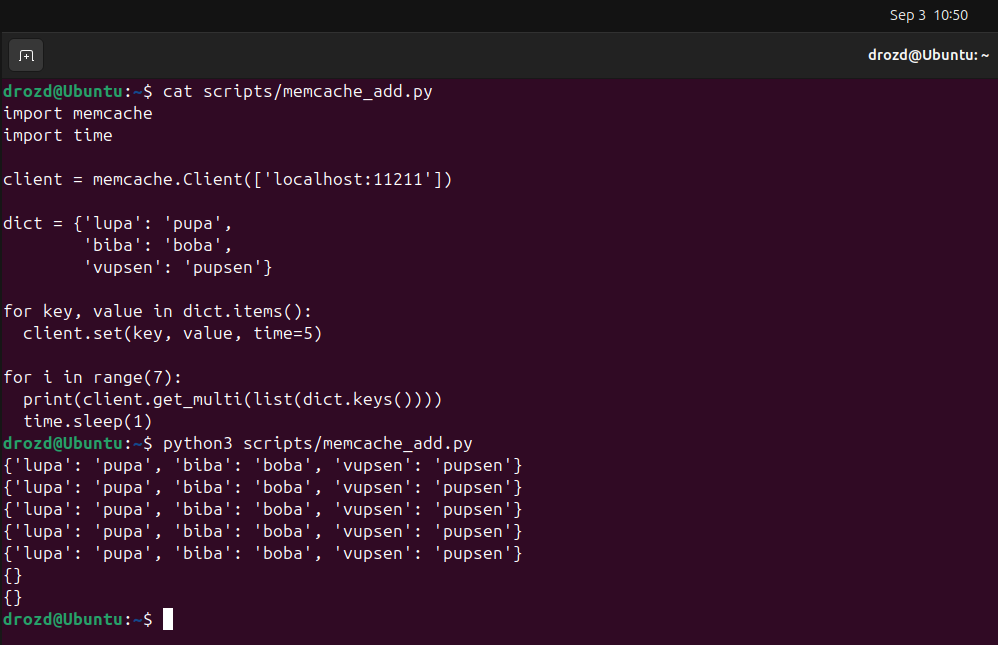 Sep 3 10:50
drozd@Ubuntu: ~
drozd@Ubuntu:~$ cat scripts/memcache_add.py
import memcache
import time

client = memcache.Client(['localhost:11211'])

dict = {'lupa': 'pupa',
        'biba': 'boba',
        'vupsen': 'pupsen'}

for key, value in dict.items():
  client.set(key, value, time=5)

for i in range(7):
  print(client.get_multi(list(dict.keys())))
  time.sleep(1)
drozd@Ubuntu:~$ python3 scripts/memcache_add.py
{'lupa': 'pupa', 'biba': 'boba', 'vupsen': 'pupsen'}
{'lupa': 'pupa', 'biba': 'boba', 'vupsen': 'pupsen'}
{'lupa': 'pupa', 'biba': 'boba', 'vupsen': 'pupsen'}
{'lupa': 'pupa', 'biba': 'boba', 'vupsen': 'pupsen'}
{'lupa': 'pupa', 'biba': 'boba', 'vupsen': 'pupsen'}
{}
{}
drozd@Ubuntu:~$